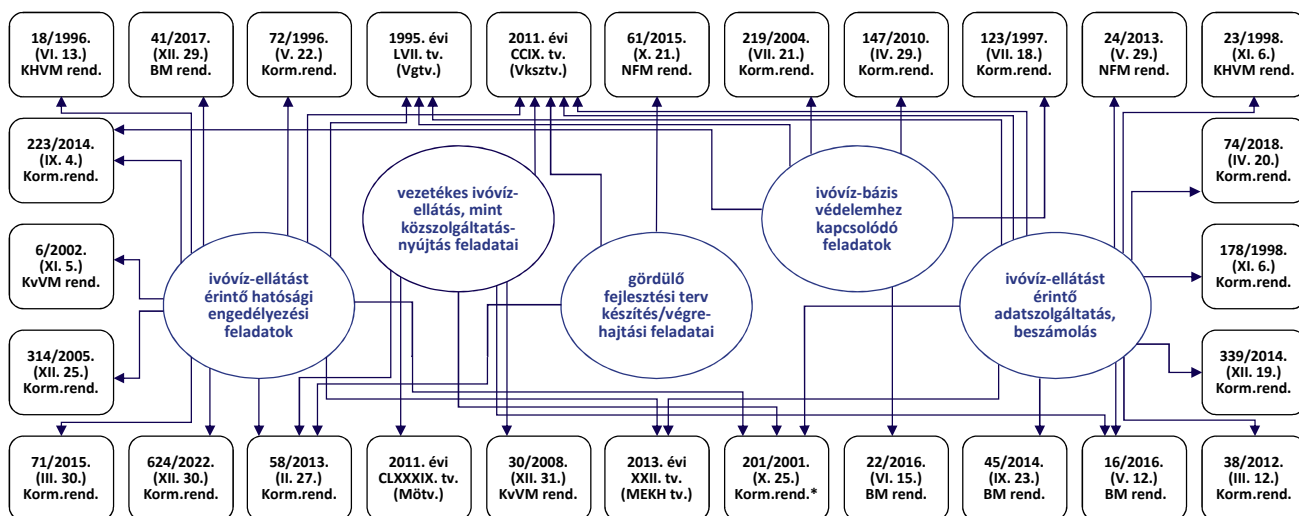 18/1996.
(VI. 13.)
KHVM rend.
41/2017.
(XII. 29.)
BM rend.
72/1996.
(V. 22.)
Korm.rend.
1995. évi
LVII. tv.
(Vgtv.)
2011. évi
CCIX. tv.
(Vksztv.)
61/2015.
(X. 21.)
NFM rend.
219/2004.
(VII. 21.)
Korm.rend.
147/2010.
(IV. 29.)
Korm.rend.
123/1997.
(VII. 18.)
Korm.rend.
24/2013.
(V. 29.)
NFM rend.
23/1998.
(XI. 6.)
KHVM rend.
223/2014.
(IX. 4.)
Korm.rend.
74/2018.
(IV. 20.)
Korm.rend.
vezetékes ivóvíz-
ellátás, mint
közszolgáltatás-
nyújtás feladatai
ivóvíz-bázis
védelemhez
kapcsolódó
feladatok
6/2002.
(XI. 5.)
KvVM rend.
178/1998.
(XI. 6.)
Korm.rend.
ivóvíz-ellátást
érintő hatósági
engedélyezési
feladatok
gördülő
fejlesztési terv
készítés/végre-
hajtási feladatai
ivóvíz-ellátást
érintő
adatszolgáltatás,
beszámolás
314/2005.
(XII. 25.)
Korm.rend.
339/2014.
(XII. 19.)
Korm.rend.
71/2015.
(III. 30.)
Korm.rend.
624/2022.
(XII. 30.)
Korm.rend.
58/2013.
(II. 27.)
Korm.rend.
2011. évi
CLXXXIX. tv.
(Mötv.)
30/2008.
(XII. 31.)
KvVM rend.
2013. évi
XXII. tv.
(MEKH tv.)
201/2001.
(X. 25.)
Korm.rend.*
22/2016.
(VI. 15.)
BM rend.
45/2014.
(IX. 23.)
BM rend.
16/2016.
(V. 12.)
BM rend.
38/2012.
(III. 12.)
Korm.rend.